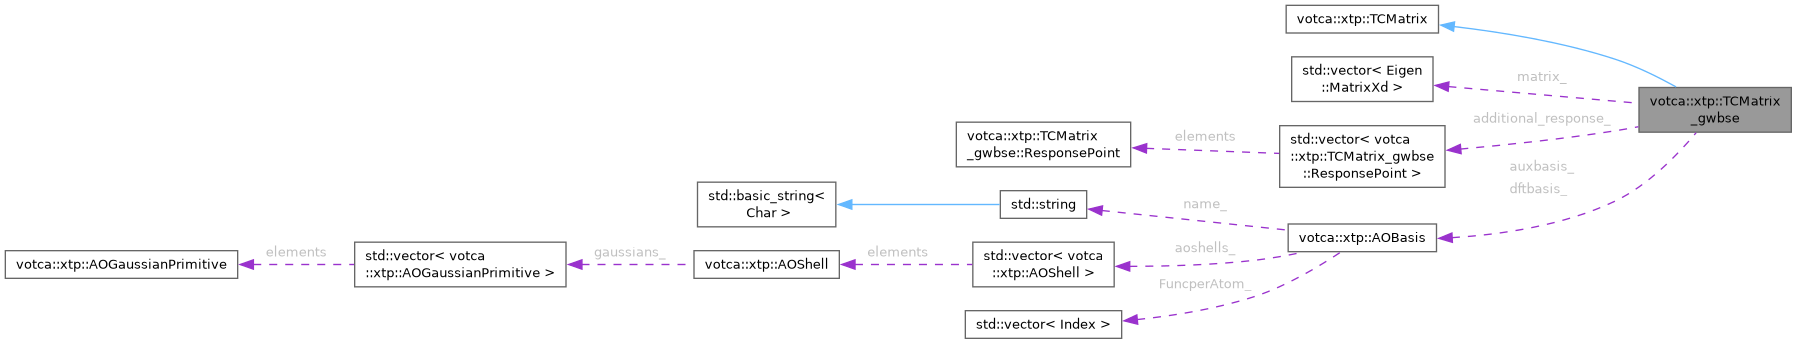 votca::xtp::TCMatrix
std::vector< Eigen
::MatrixXd >
matrix_
votca::xtp::TCMatrix
_gwbse
additional_response_
votca::xtp::TCMatrix
_gwbse::ResponsePoint
elements
std::vector< votca
::xtp::TCMatrix_gwbse
::ResponsePoint >
auxbasis_
dftbasis_
std::basic_string<
Char >
std::string
name_
votca::xtp::AOBasis
votca::xtp::AOGaussianPrimitive
elements
std::vector< votca
::xtp::AOGaussianPrimitive >
gaussians_
votca::xtp::AOShell
elements
std::vector< votca
::xtp::AOShell >
aoshells_
FuncperAtom_
std::vector< Index >